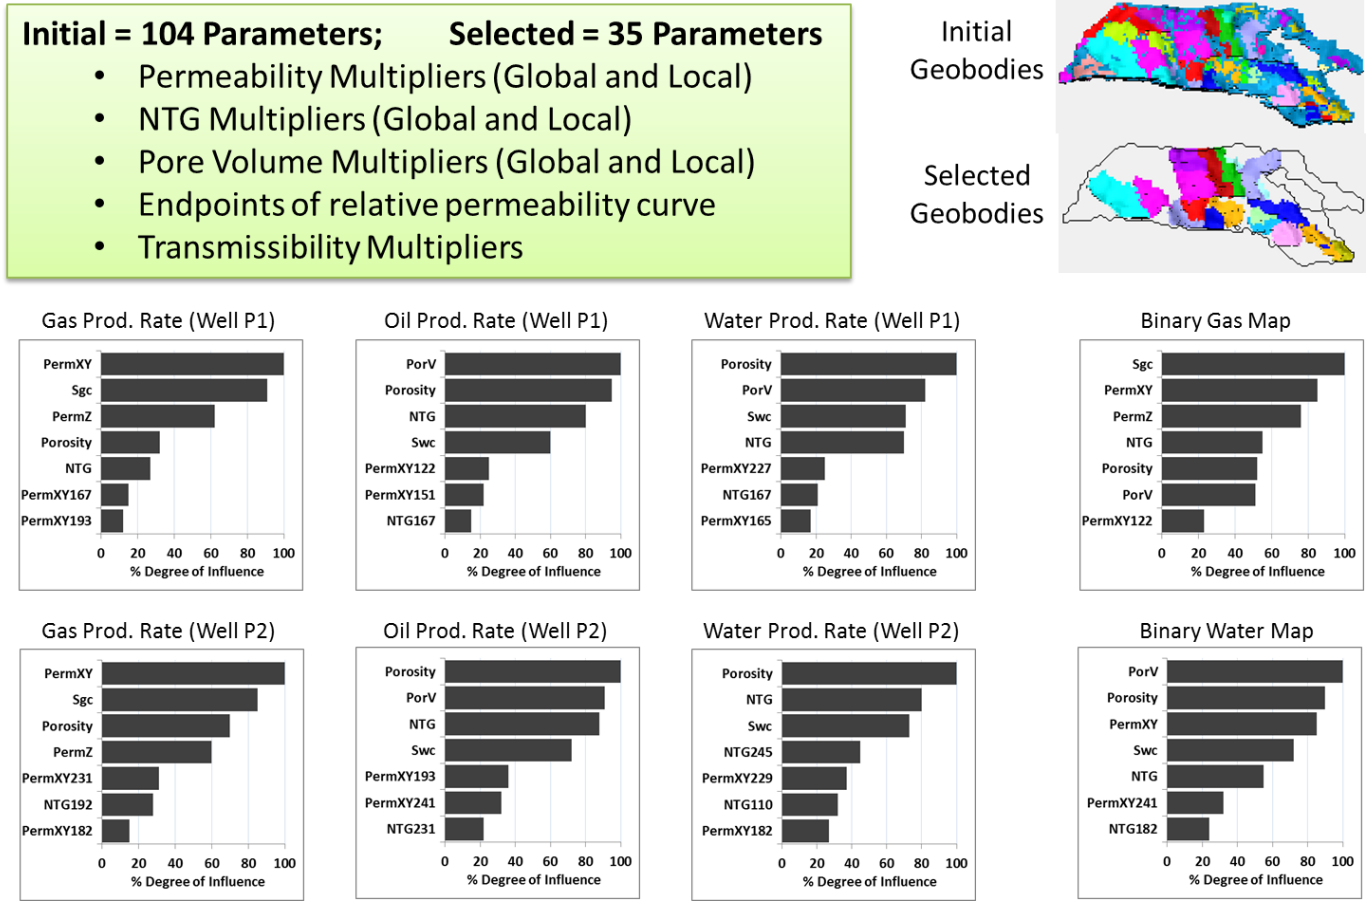 Initial = 104 Parameters; Selected = 35 Parameters
• Permeability Multipliers (Global and Local)
• NTG Multipliers (Global and Local)
• Pore Volume Multipliers (Global and Local)
• Endpoints of relative permeability curve
• Transmissibility Multipliers
Initial
Geobodies
Selected
Geobodies
Gas Prod. Rate (Well P1)
PermXY
Sgc
PermZ
Porosity
NTG
PermXY167
PermXY193
0 20 40 60 80 100
% Degree of Influence
Oil Prod. Rate (Well P1)
PorV
Porosity
NTG
Swc
PermXY122
PermXY151
NTG167
0 20 40 60 80 100
% Degree of Influence
Water Prod. Rate (Well P1)
Porosity
PorV
Swc
NTG
PermXY227
NTG167
PermXY165
0 20 40 60 80 100
% Degree of Influence
Binary Gas Map
Sgc
PermXY
PermZ
NTG
Porosity
PorV
PermXY122
0 20 40 60 80 100
% Degree of Influence
Gas Prod. Rate (Well P2)
PermXY
Sgc
Porosity
PermZ
PermXY231
NTG192
PermXY182
0 20 40 60 80 100
% Degree of Influence
Oil Prod. Rate (Well P2)
Porosity
PorV
NTG
Swc
PermXY193
PermXY241
NTG231
0 20 40 60 80 100
% Degree of Influence
Water Prod. Rate (Well P2)
Porosity
NTG
Swc
NTG245
PermXY229
NTG110
PermXY182
0 20 40 60 80 100
% Degree of Influence
Binary Water Map
PorV
Porosity
PermXY
Swc
NTG
PermXY241
NTG182
0 20 40 60 80 100
% Degree of Influence